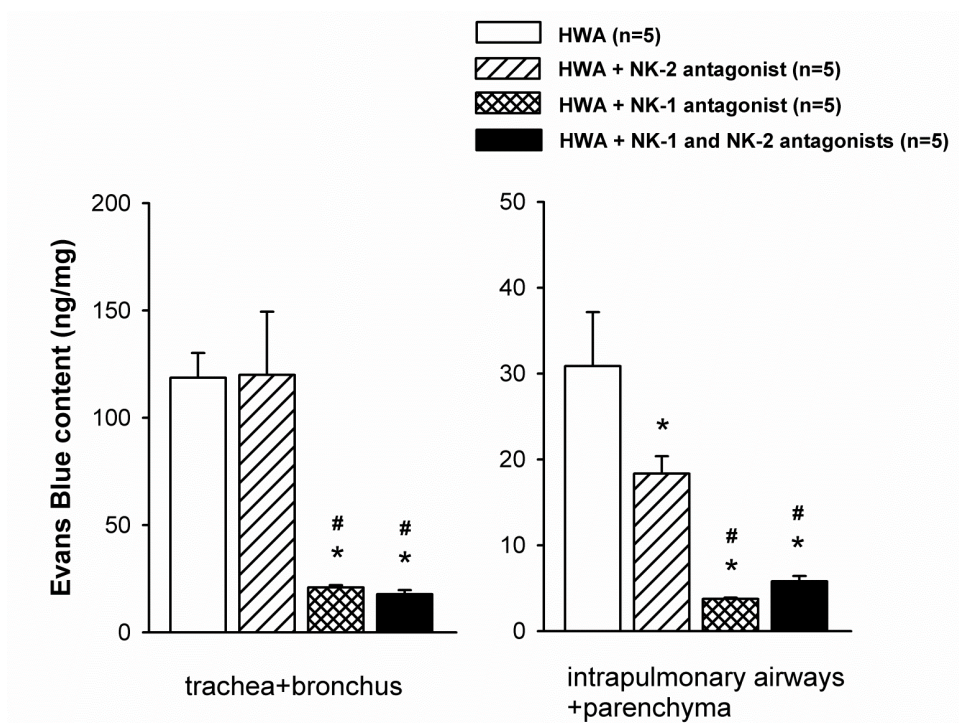 HWA (n=5)
HWA + NK-2 antagonist (n=5)
HWA + NK-1 antagonist (n=5)
HWA + NK-1 and NK-2 antagonists (n=5)
Evans Blue content (ng/mg)
200
150
100
50
0
#
*
#
*
trachea+bronchus
50
40
30
20
10
0
*
#
*
#
*
intrapulmonary airways
+parenchyma